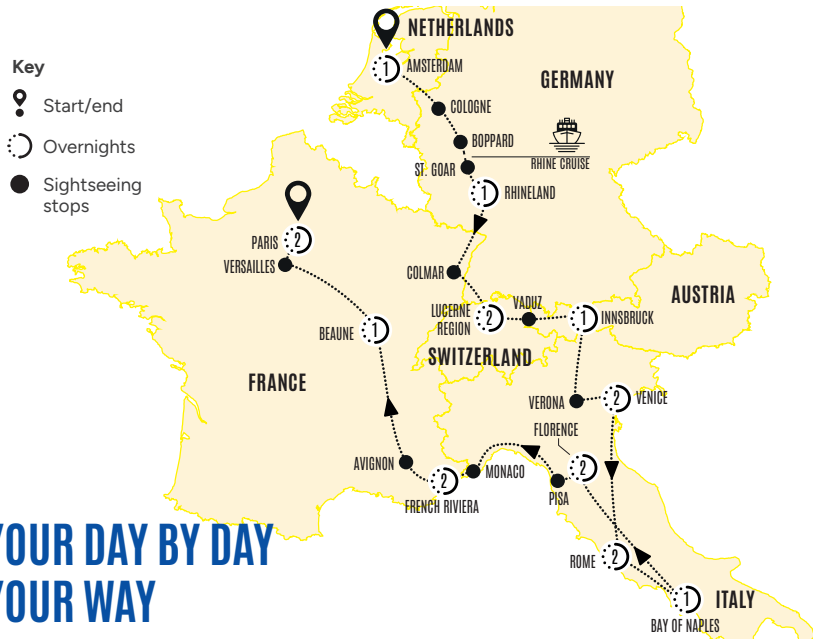 Key
Start/end
Overnights
Sightseeing
stops
NETHERLANDS
1
AMSTERDAM
GERMANY
COLOGNE
BOPPARD
RHINE CRUISE
ST. GOAR
1
RHINELAND
PARIS
2
VERSAILLES
COLMAR
LUCERNE
REGION
2
VADUZ
1
INNSBRUCK
AUSTRIA
BEAUNE
1
SWITZERLAND
FRANCE
VERONA
2
VENICE
FLORENCE
2
AVIGNON
2
MONACO
FRENCH RIVIERA
PISA
YOUR DAY BY DAY
YOUR WAY
ROME
2
1
ITALY
BAY OF NAPLES